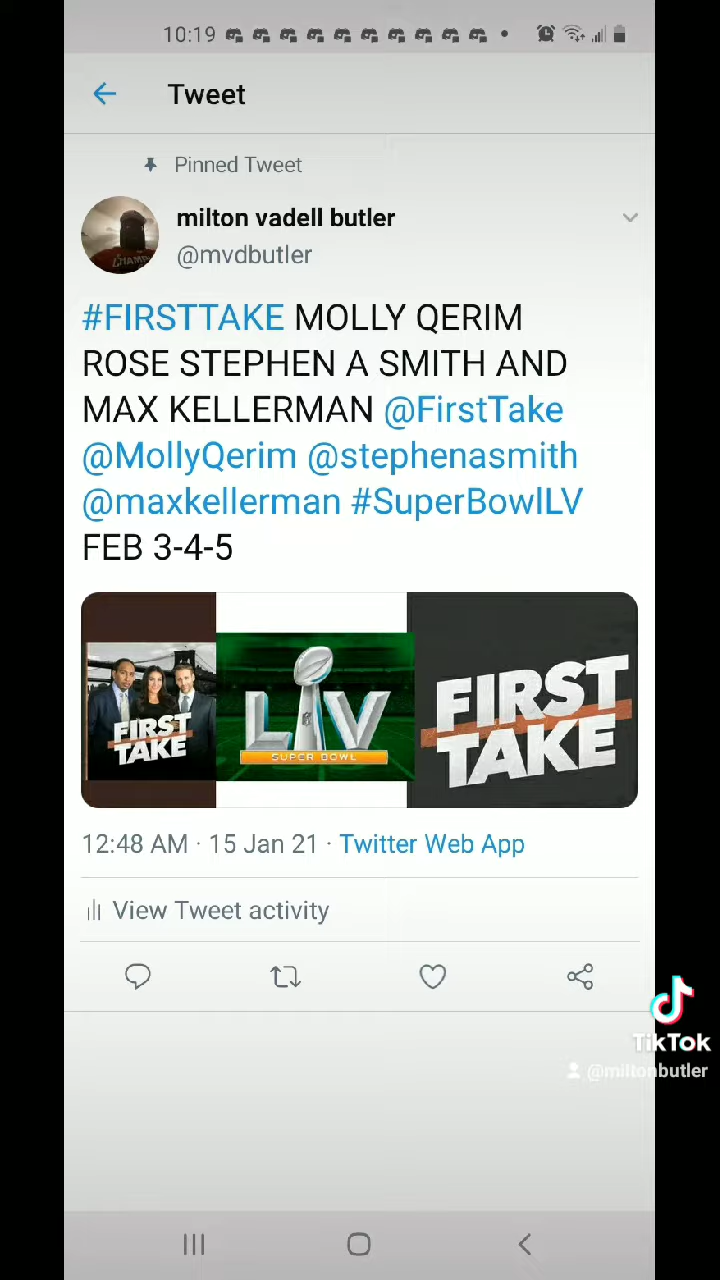 10:19
Tweet
Pinned Tweet
milton vadell butler
@mvdbutler
#FIRSTTAKE MOLLY QERIM
ROSE STEPHEN A SMITH AND
MAX KELLERMAN @FirstTake
@MollyQerim @stephenasmith
@maxkellerman #SuperBowlLV
FEB 3-4-5
FIRST
TAKE
LIV
SUPER BOWL
FIRST
TAKE
12:48 AM · 15 Jan 21 · Twitter Web App
View Tweet activity
TikTok
@miltonbutler